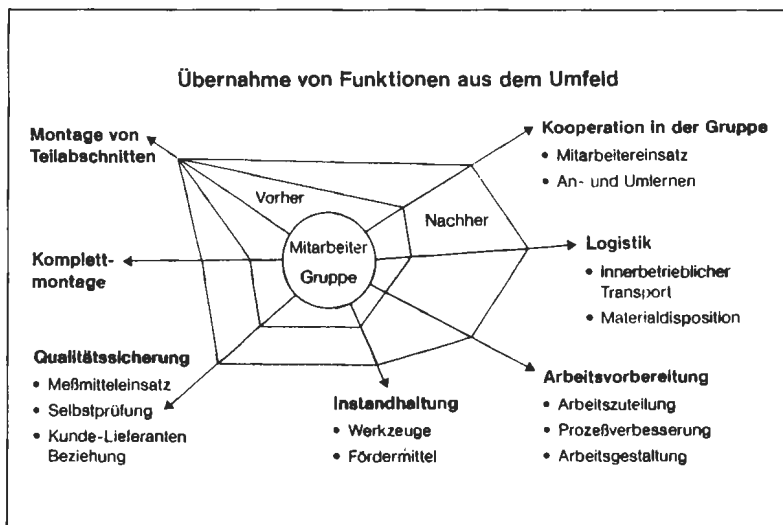 Übernahme von Funktionen aus dem Umfeld
Montage von
Teilabschnitten
Kooperation in der Gruppe
• Mitarbeitereinsatz
• An- und Umlernen
Vorher
Nachher
Mitarbeiter
Gruppe
Komplett-
montage
Logistik
• Innerbetrieblicher
Transport
• Materialdisposition
Qualitätssicherung
• Meßmitteleinsatz
• Selbstprüfung
• Kunde-Lieferanten
Beziehung
Instandhaltung
• Werkzeuge
• Fördermittel
Arbeitsvorbereitung
• Arbeitszuteilung
• Prozeßverbesserung
• Arbeitsgestaltung